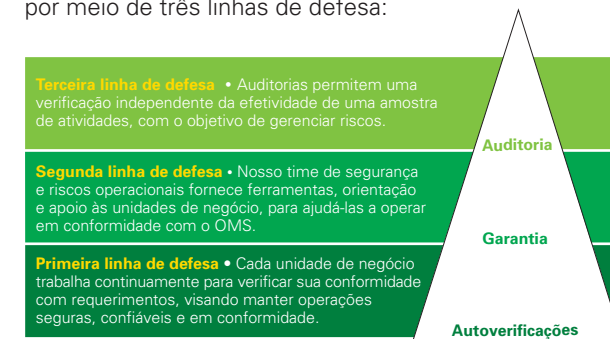 por meio de três linhas de defesa:
Terceira linha de defesa • Auditorias permitem uma
verificação independente da efetividade de uma amostra
de atividades, com o objetivo de gerenciar riscos.
Auditoria
Segunda linha de defesa • Nosso time de segurança
e riscos operacionais fornece ferramentas, orientação
e apoio às unidades de negócio, para ajudá-las a operar
em conformidade com o OMS.
Garantia
Primeira linha de defesa • Cada unidade de negócio
trabalha continuamente para verificar sua conformidade
com requerimentos, visando manter operações
seguras, confiáveis e em conformidade.
Autoverificações